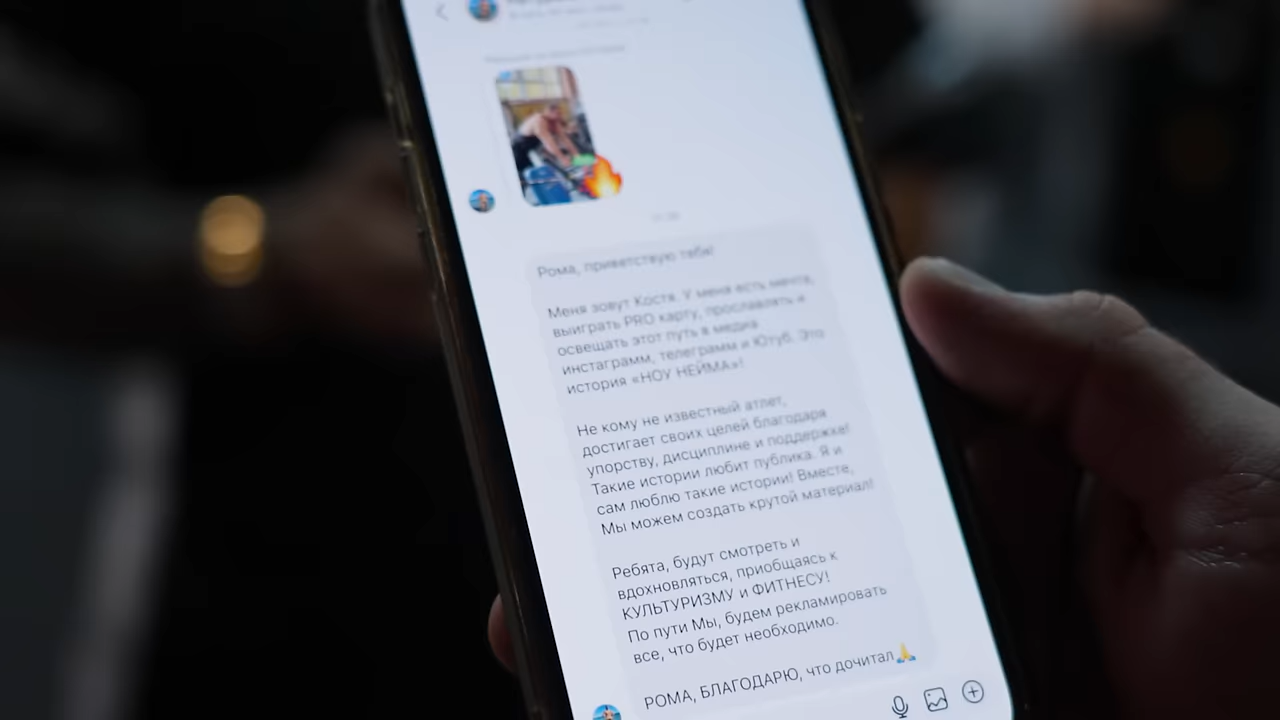 Рома, приветствую тебя!
Меня зовут Костя. У меня есть мечта,
выиграть PRO карту, прославлять и
освещать этот путь в медиа
инстаграмм, телеграмм и Ютуб. Это
история «НОУ НЕЙМА»!
Не кому не известный атлет,
достигает своих целей благодаря
упорству, дисциплине и поддержке!
Такие истории любит публика. Я и
сам люблю такие истории! Вместе,
Мы можем создать крутой материал!
Ребята, будут смотреть и
вдохновляться, приобщаясь к
КУЛЬТУРИЗМУ и ФИТНЕСУ!
По пути Мы, будем рекламировать
все, что будет необходимо.
РОМА, БЛАГОДАРЮ, что дочитал🙏